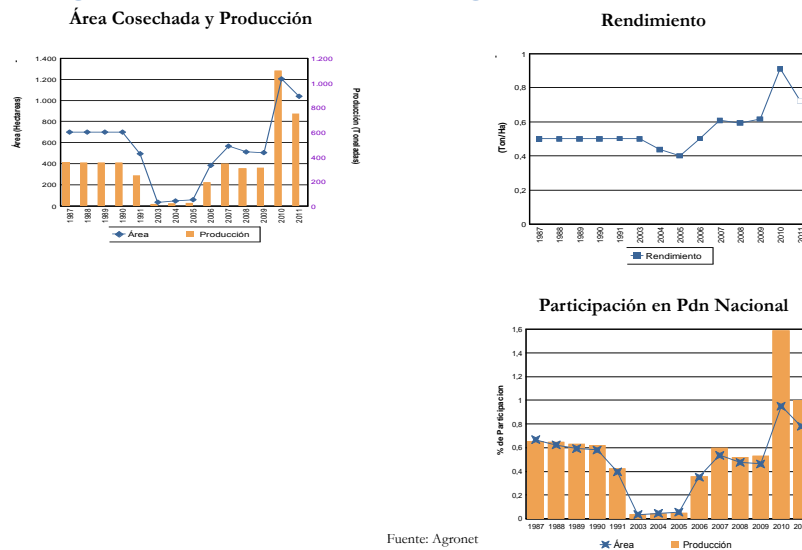 Área Cosechada y Producción
1.400
1.200
1.000
800
600
400
200
0
Área (Hectareas)
1.200
1.000
800
600
400
200
0
Producción (Toneladas)
1987 1988 1989 1990 1991 2003 2004 2005 2006 2007 2008 2009 2010 2011
Área Producción
Rendimiento
1
0,8
0,6
0,4
0,2
0
(Ton/Ha)
1987 1988 1989 1990 1991 2003 2004 2005 2006 2007 2008 2009 2010 2011
Rendimiento
Participación en Pdn Nacional
1,6
1,4
1,2
1
0,8
0,6
0,4
0,2
0
% de Participacion
1987 1988 1989 1990 1991 2003 2004 2005 2006 2007 2008 2009 2010
Área Producción
Fuente: Agronet